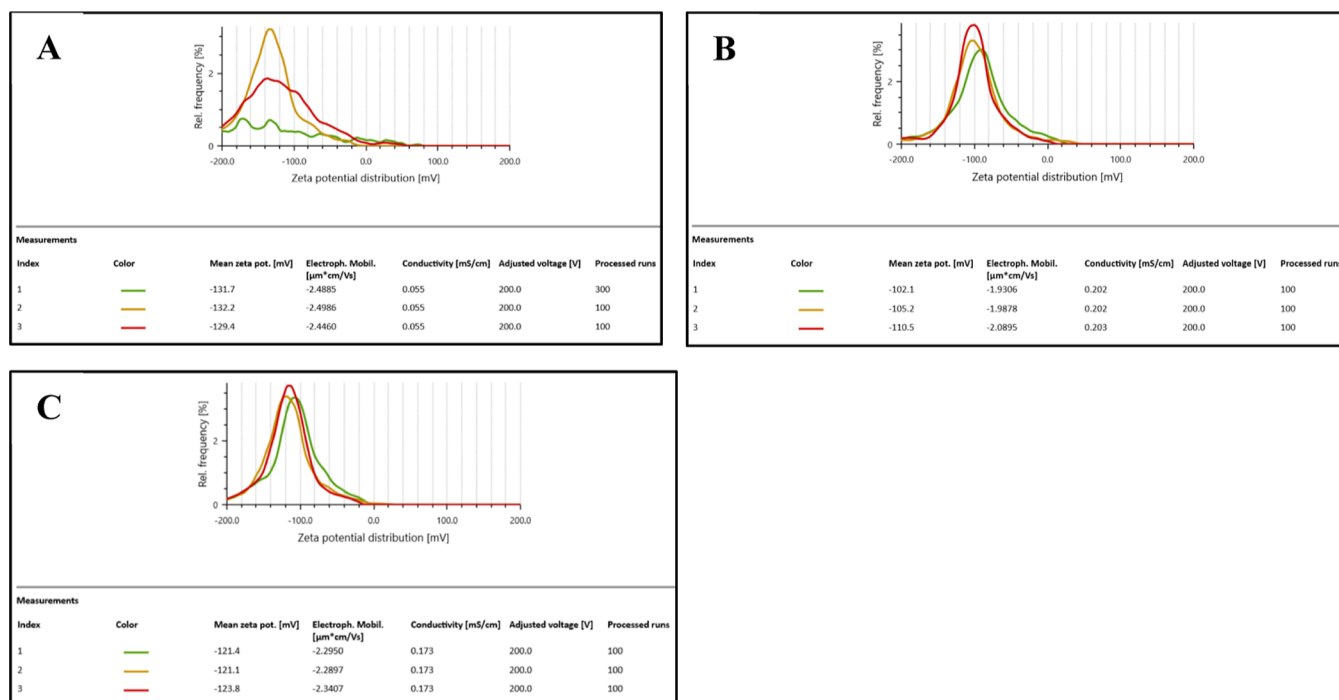 A
Rel. frequency [%]
2
0
-200.0 -100.0 0.0 100.0 200.0
Zeta potential distribution [mV]
Measurements
Index Color Mean zeta pot. [mV] Electroph. Mobil. [µm*cm/Vs] Conductivity [mS/cm] Adjusted voltage [V] Processed runs
1 -131.7 -2.4885 0.055 200.0 300
2 -132.2 -2.4986 0.055 200.0 100
3 -129.4 -2.4460 0.055 200.0 100
B
Rel. frequency [%]
2
0
-200.0 -100.0 0.0 100.0 200.0
Zeta potential distribution [mV]
Measurements
Index Color Mean zeta pot. [mV] Electroph. Mobil. [µm*cm/Vs] Conductivity [mS/cm] Adjusted voltage [V] Processed runs
1 -102.1 -1.9306 0.202 200.0 100
2 -105.2 -1.9878 0.202 200.0 100
3 -110.5 -2.0895 0.203 200.0 100
C
Rel. frequency [%]
2
0
-200.0 -100.0 0.0 100.0 200.0
Zeta potential distribution [mV]
Measurements
Index Color Mean zeta pot. [mV] Electroph. Mobil. [µm*cm/Vs] Conductivity [mS/cm] Adjusted voltage [V] Processed runs
1 -121.4 -2.2950 0.173 200.0 100
2 -121.1 -2.2897 0.173 200.0 100
3 -123.8 -2.3407 0.173 200.0 100